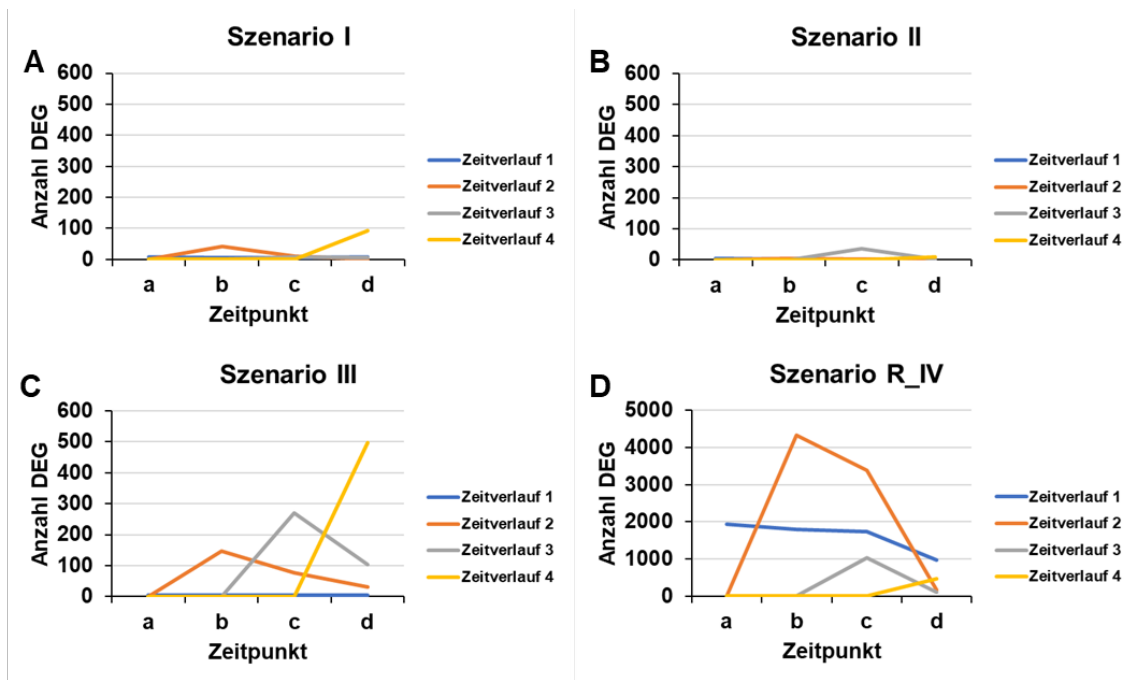 A
Szenario I
Anzahl DEG
600
500
400
300
200
100
0
a b c d
Zeitpunkt
Zeitverlauf 1
Zeitverlauf 2
Zeitverlauf 3
Zeitverlauf 4
B
Szenario II
Anzahl DEG
600
500
400
300
200
100
0
a b c d
Zeitpunkt
Zeitverlauf 1
Zeitverlauf 2
Zeitverlauf 3
Zeitverlauf 4
C
Szenario III
Anzahl DEG
600
500
400
300
200
100
0
a b c d
Zeitpunkt
Zeitverlauf 1
Zeitverlauf 2
Zeitverlauf 3
Zeitverlauf 4
D
Szenario R_IV
Anzahl DEG
5000
4000
3000
2000
1000
0
a b c d
Zeitpunkt
Zeitverlauf 1
Zeitverlauf 2
Zeitverlauf 3
Zeitverlauf 4